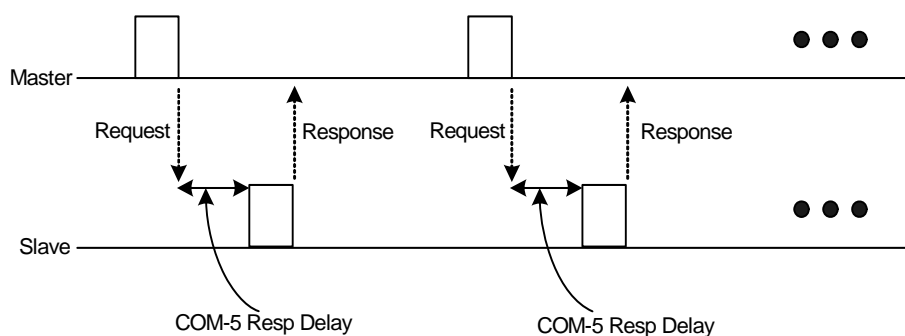 Master
Request
Response
Request
Response
Slave
COM-5 Resp Delay
COM-5 Resp Delay